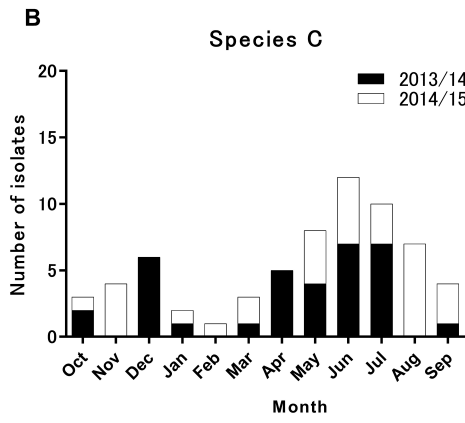 B
Species C
2013/14
2014/15
Number of isolates
20
15
10
5
0
Oct Nov Dec Jan Feb Mar Apr May Jun Jul Aug Sep
Month